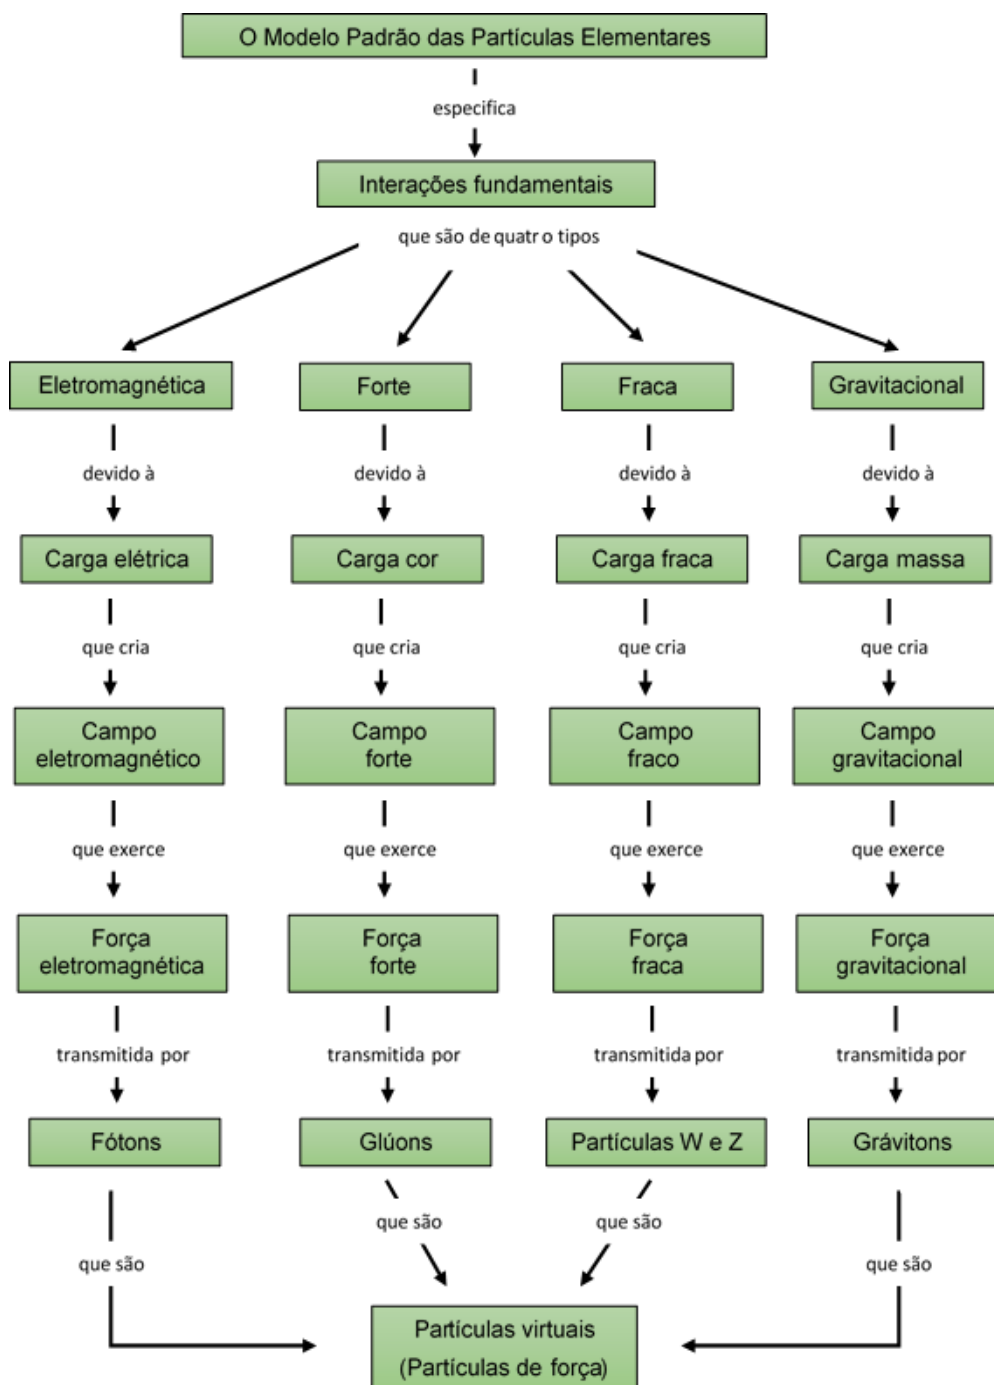 O Modelo Padrão das Partículas Elementares
especifica
Interações fundamentais
que são de quatr o tipos
Eletromagnética
Forte
Fraca
Gravitacional
devido à
devido à
devido à
devido à
Carga elétrica
Carga cor
Carga fraca
Carga massa
que cria
que cria
que cria
que cria
Campo
eletromagnético
Campo
forte
Campo
fraco
Campo
gravitacional
que exerce
que exerce
que exerce
que exerce
Força
eletromagnética
Força
forte
Força
fraca
Força
gravitacional
transmitida por
transmitida por
transmitida por
transmitida por
Fótons
Glúons
Partículas W e Z
Grávitons
que são
que são
que são
que são
Partículas virtuais
(Partículas de força)